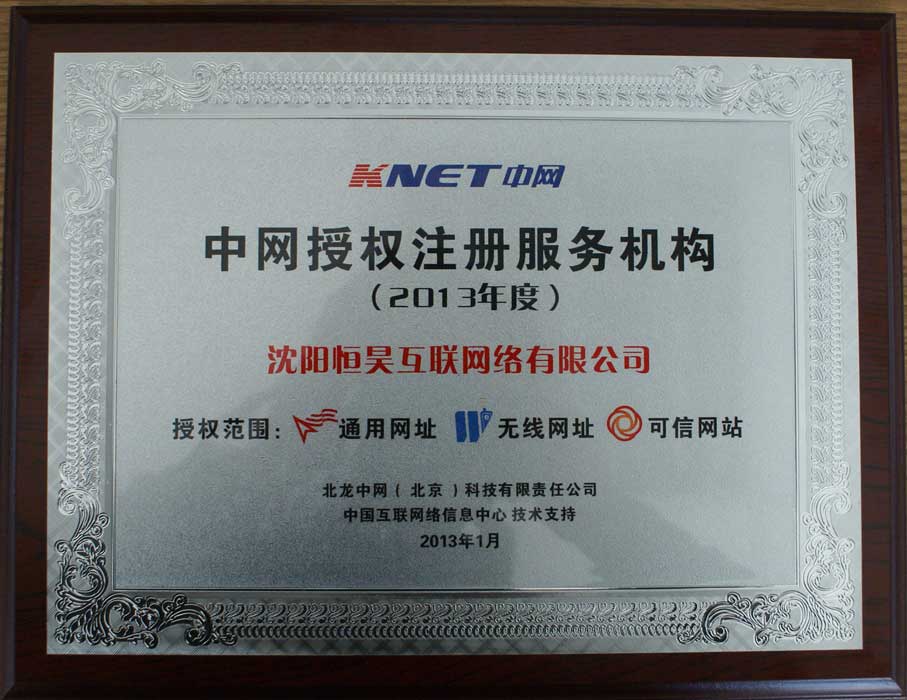 KNET中网
中网授权注册服务机构
（2013年度）
沈阳恒昊互联网络有限公司
授权范围：通用网址 无线网址 可信网站
北龙中网（北京）科技有限责任公司
中国互联网络信息中心 技术支持
2013年1月